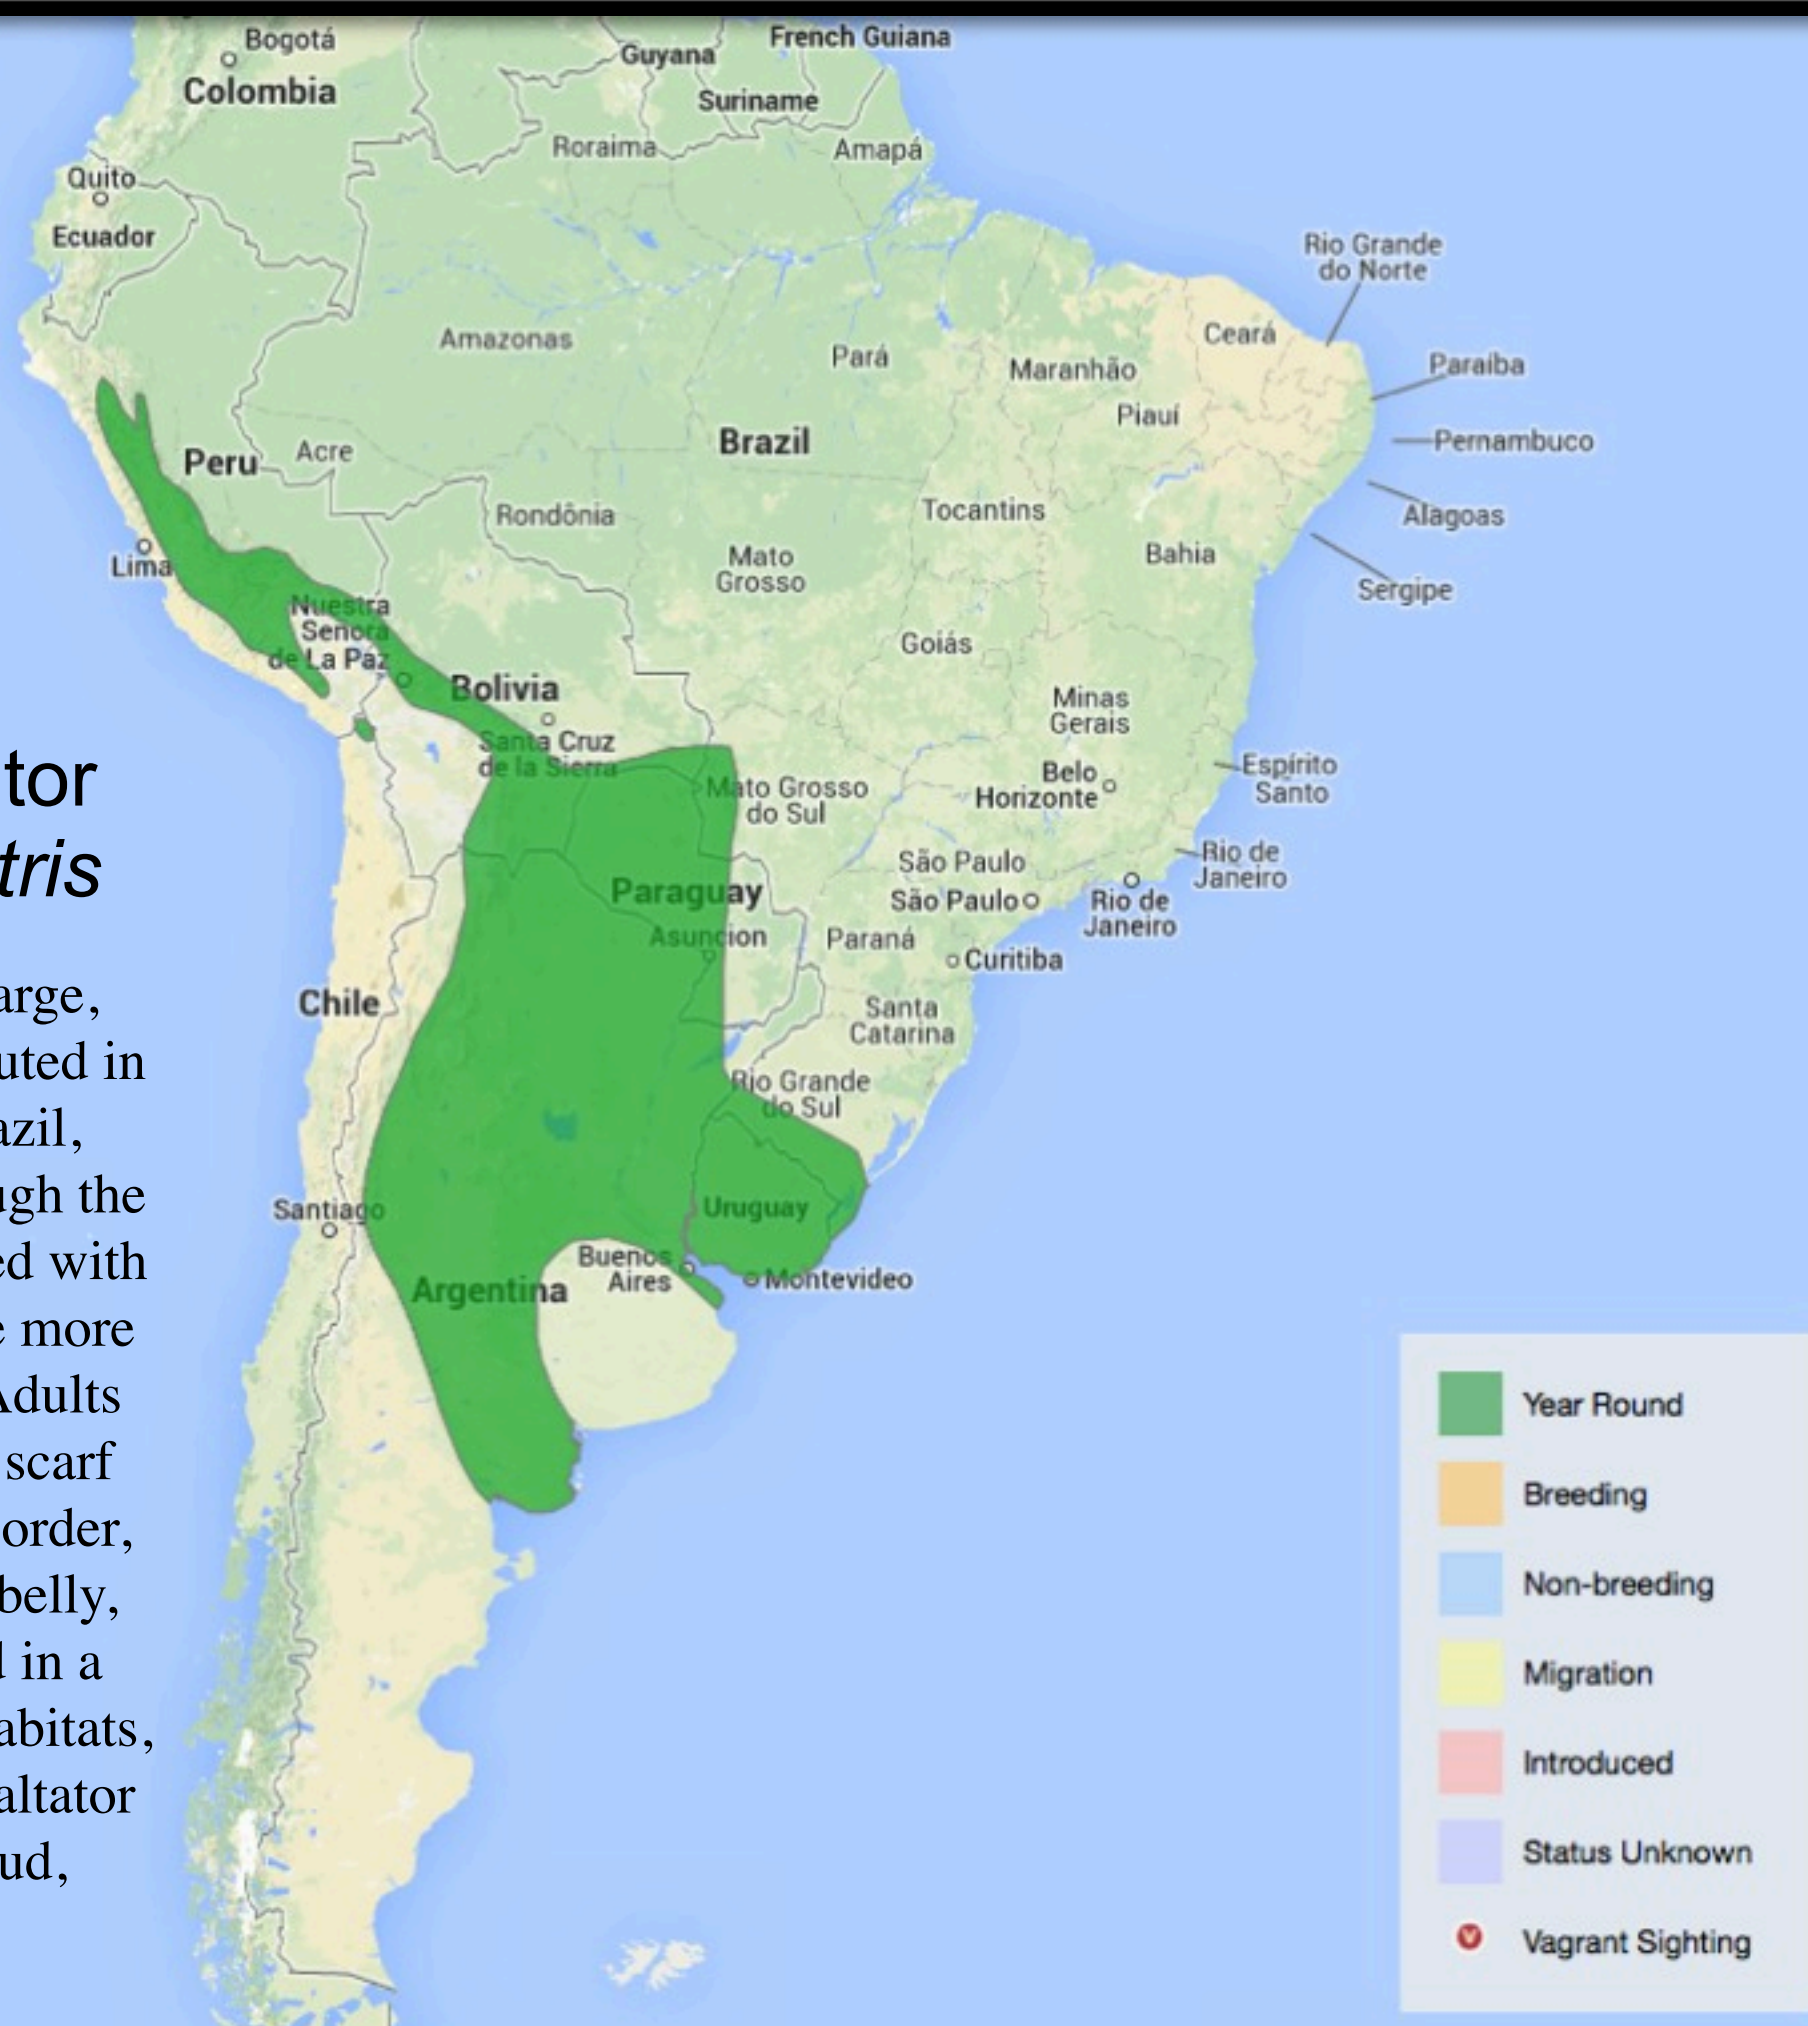 tor
tris
arge,
uted in
azil,
ugh the
ed with
e more
Adults
scarf
order,
belly,
d in a
abitats,
altator
ud,
Bogotá
Colombia
Guyana
French Guiana
Suriname
Roraima
Amapá
Quito
Ecuador
Rio Grande
do Norte
Amazonas
Pará
Ceará
Maranhão
Paraíba
Piauí
Peru
Acre
Brazil
Pernambuco
Rondônia
Tocantins
Alagoas
Lima
Mato
Grosso
Bahia
Sergipe
Nuestra
Senora
de La Paz
Goiás
Bolivia
Minas
Gerais
Santa Cruz
de la Sierra
Mato Grosso
do Sul
Belo
Horizonte
Espírito
Santo
São Paulo
São Paulo
Rio de
Janeiro
Rio de
Janeiro
Paraguay
Asuncion
Paraná
Curitiba
Chile
Santa
Catarina
Rio Grande
do Sul
Santiago
Uruguay
Buenos
Aires
Argentina
Montevideo
Year Round
Breeding
Non-breeding
Migration
Introduced
Status Unknown
V
Vagrant Sighting